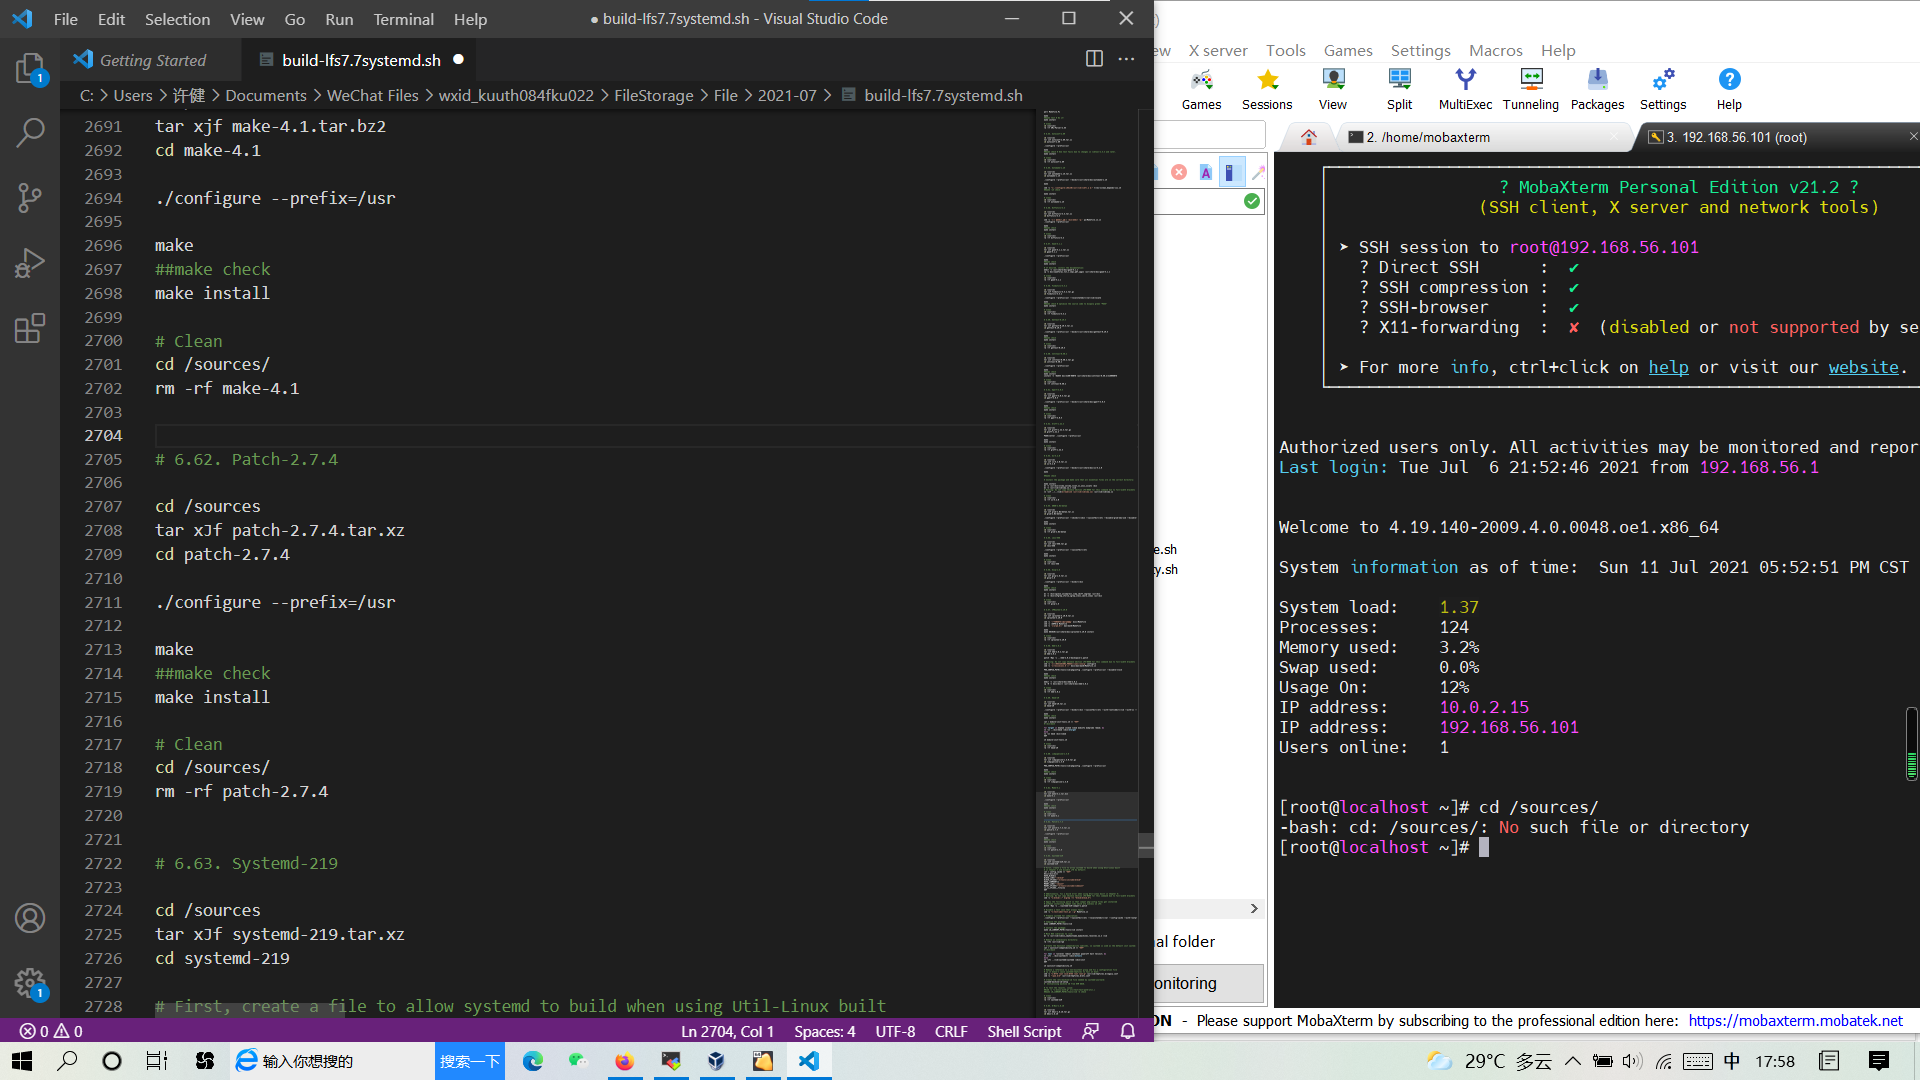 File Edit Selection View Go Run Terminal Help
● build-lfs7.7systemd.sh - Visual Studio Code
Getting Started
build-lfs7.7systemd.sh
C: > Users > 许健 > Documents > WeChat Files > wxid_kuuth084fku022 > FileStorage > File > 2021-07 > build-lfs7.7systemd.sh
2691 tar xjf make-4.1.tar.bz2
2692 cd make-4.1
2693
2694 ./configure --prefix=/usr
2695
2696 make
2697 ##make check
2698 make install
2699
2700 # Clean
2701 cd /sources/
2702 rm -rf make-4.1
2703
2704
2705 # 6.62. Patch-2.7.4
2706
2707 cd /sources
2708 tar xJf patch-2.7.4.tar.xz
2709 cd patch-2.7.4
2710
2711 ./configure --prefix=/usr
2712
2713 make
2714 ##make check
2715 make install
2716
2717 # Clean
2718 cd /sources/
2719 rm -rf patch-2.7.4
2720
2721
2722 # 6.63. Systemd-219
2723
2724 cd /sources
2725 tar xJf systemd-219.tar.xz
2726 cd systemd-219
2727
2728 # First, create a file to allow systemd to build when using Util-Linux built
0 0
Ln 2704, Col 1 Spaces: 4 UTF-8 CRLF Shell Script
X server Tools Games Settings Macros Help
Games Sessions View Split MultiExec Tunneling Packages Settings Help
2. /home/mobaxterm
3. 192.168.56.101 (root)
e.sh
y.sh
al folder
onitoring
? MobaXterm Personal Edition v21.2 ?
(SSH client, X server and network tools)
➤ SSH session to root@192.168.56.101
? Direct SSH : ✔
? SSH compression : ✔
? SSH-browser : ✔
? X11-forwarding : ✘ (disabled or not supported by se
➤ For more info, ctrl+click on help or visit our website.
Authorized users only. All activities may be monitored and repor
Last login: Tue Jul 6 21:52:46 2021 from 192.168.56.1
Welcome to 4.19.140-2009.4.0.0048.oe1.x86_64
System information as of time: Sun 11 Jul 2021 05:52:51 PM CST
System load: 1.37
Processes: 124
Memory used: 3.2%
Swap used: 0.0%
Usage On: 12%
IP address: 10.0.2.15
IP address: 192.168.56.101
Users online: 1
[root@localhost ~]# cd /sources/
-bash: cd: /sources/: No such file or directory
[root@localhost ~]#
ON - Please support MobaXterm by subscribing to the professional edition here: https://mobaxterm.mobatek.net
输入你想搜的 搜索一下
29°C 多云 中 17:58